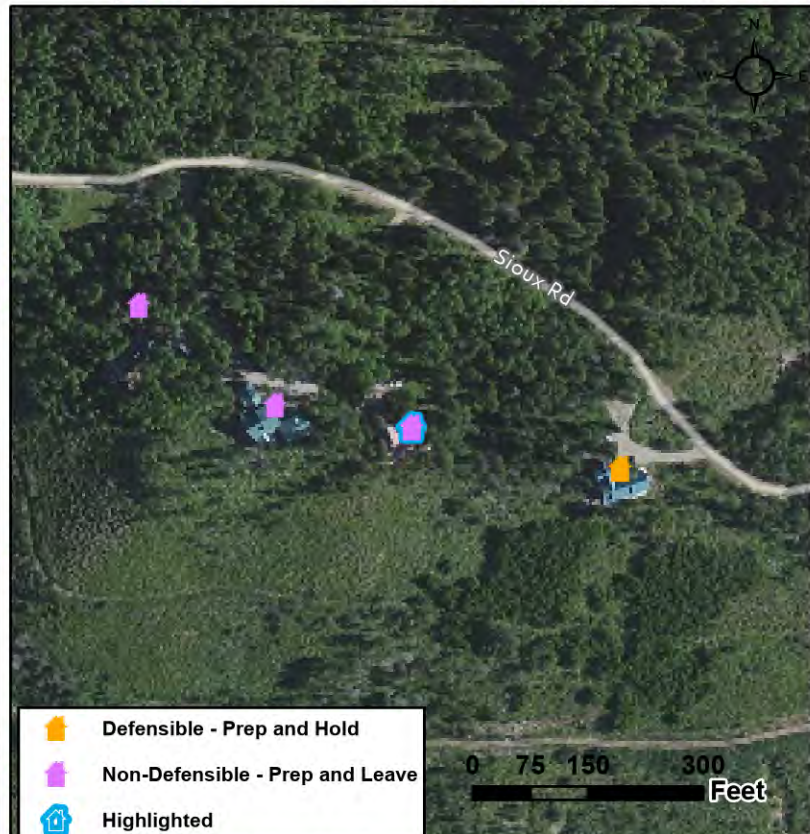 N
W
S
Sioux Rd
Defensible - Prep and Hold
Non-Defensible - Prep and Leave
Highlighted
0 75 150 300
Feet